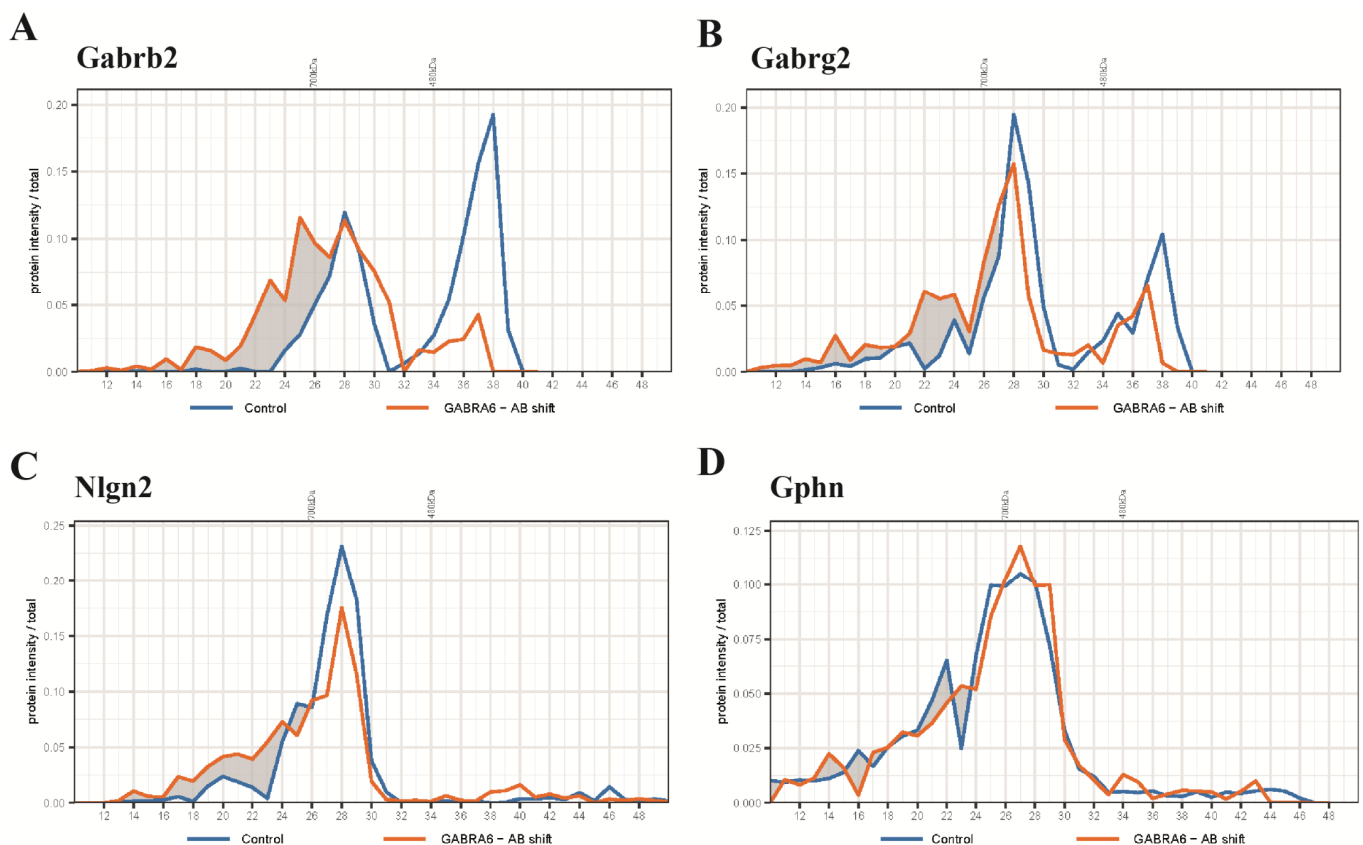 A
Gabrb2
700kDa
480kDa
protein intensity / total
0.20
0.15
0.10
0.05
0.00
12 14 16 18 20 22 24 26 28 30 32 34 36 38 40 42 44 46 48
Control GABRA6 – AB shift
B
Gabrg2
700kDa
480kDa
protein intensity / total
0.20
0.15
0.10
0.05
0.00
12 14 16 18 20 22 24 26 28 30 32 34 36 38 40 42 44 46 48
Control GABRA6 – AB shift
C
Nlgn2
700kDa
480kDa
protein intensity / total
0.25
0.20
0.15
0.10
0.05
0.00
12 14 16 18 20 22 24 26 28 30 32 34 36 38 40 42 44 46 48
Control GABRA6 – AB shift
D
Gphn
700kDa
480kDa
protein intensity / total
0.125
0.100
0.075
0.050
0.025
0.000
12 14 16 18 20 22 24 26 28 30 32 34 36 38 40 42 44 46 48
Control GABRA6 – AB shift